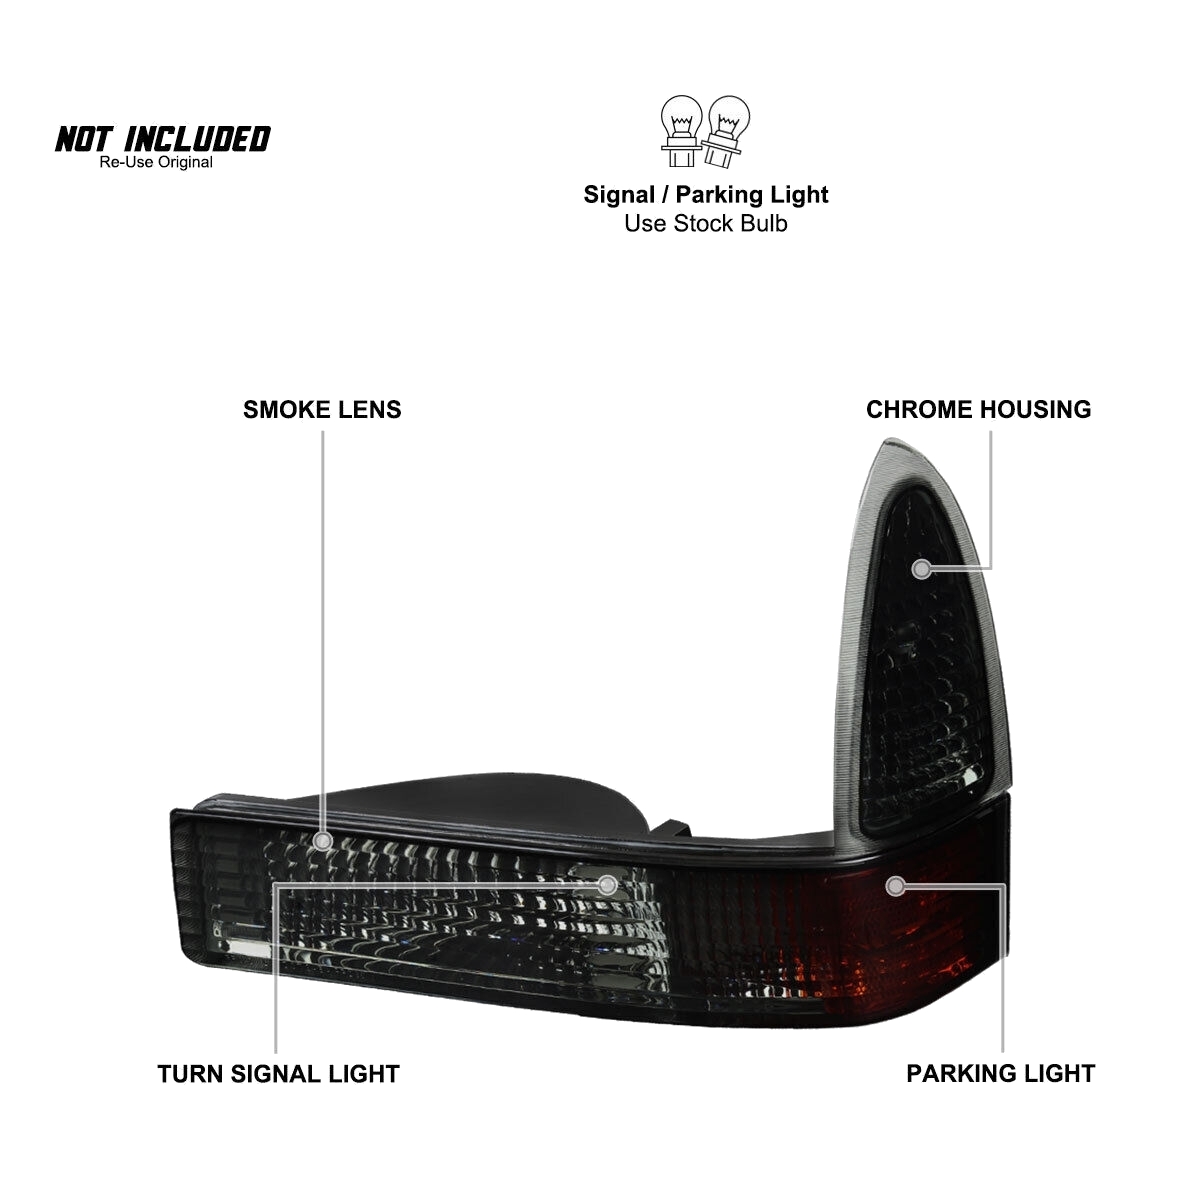 NOT INCLUDED
Re-Use Original
Signal / Parking Light
Use Stock Bulb
SMOKE LENS
CHROME HOUSING
TURN SIGNAL LIGHT
PARKING LIGHT